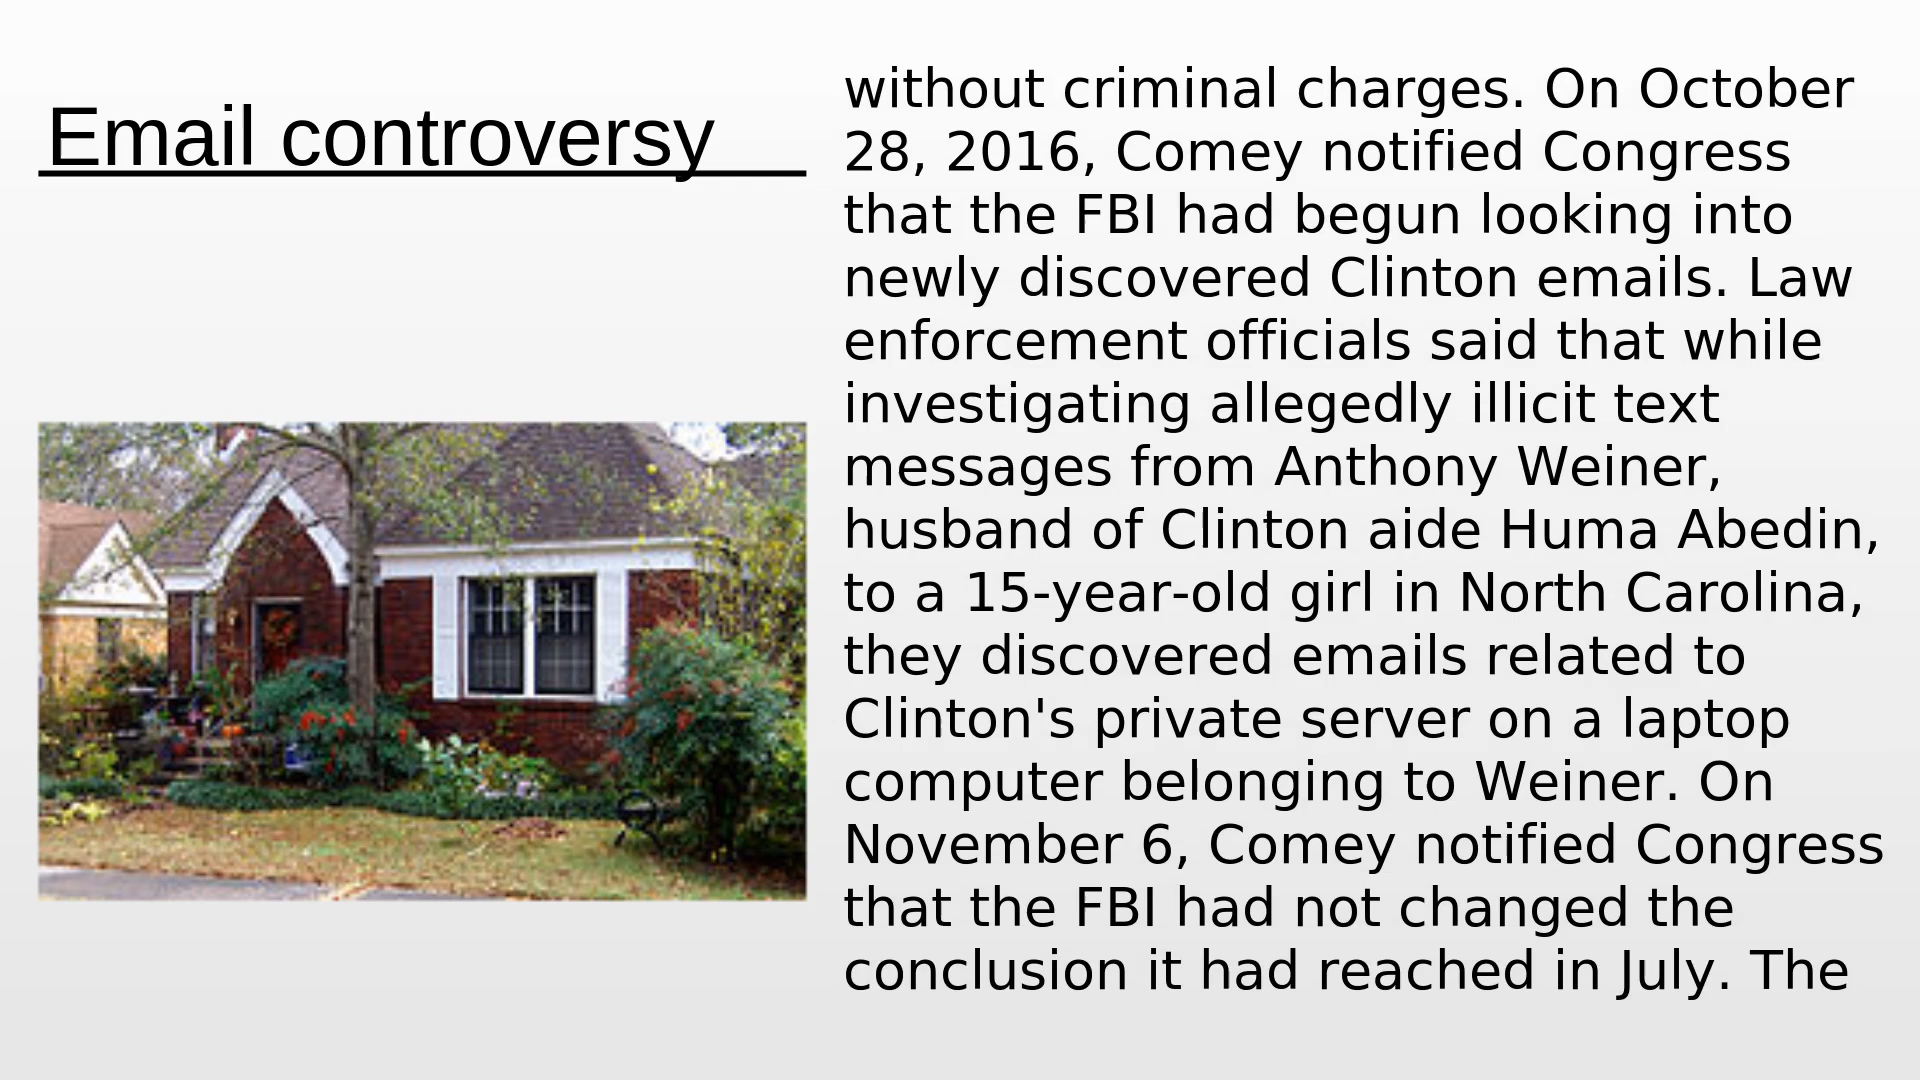 Email controversy
without criminal charges. On October
28, 2016, Comey notified Congress
that the FBI had begun looking into
newly discovered Clinton emails. Law
enforcement officials said that while
investigating allegedly illicit text
messages from Anthony Weiner,
husband of Clinton aide Huma Abedin,
to a 15-year-old girl in North Carolina,
they discovered emails related to
Clinton's private server on a laptop
computer belonging to Weiner. On
November 6, Comey notified Congress
that the FBI had not changed the
conclusion it had reached in July. The